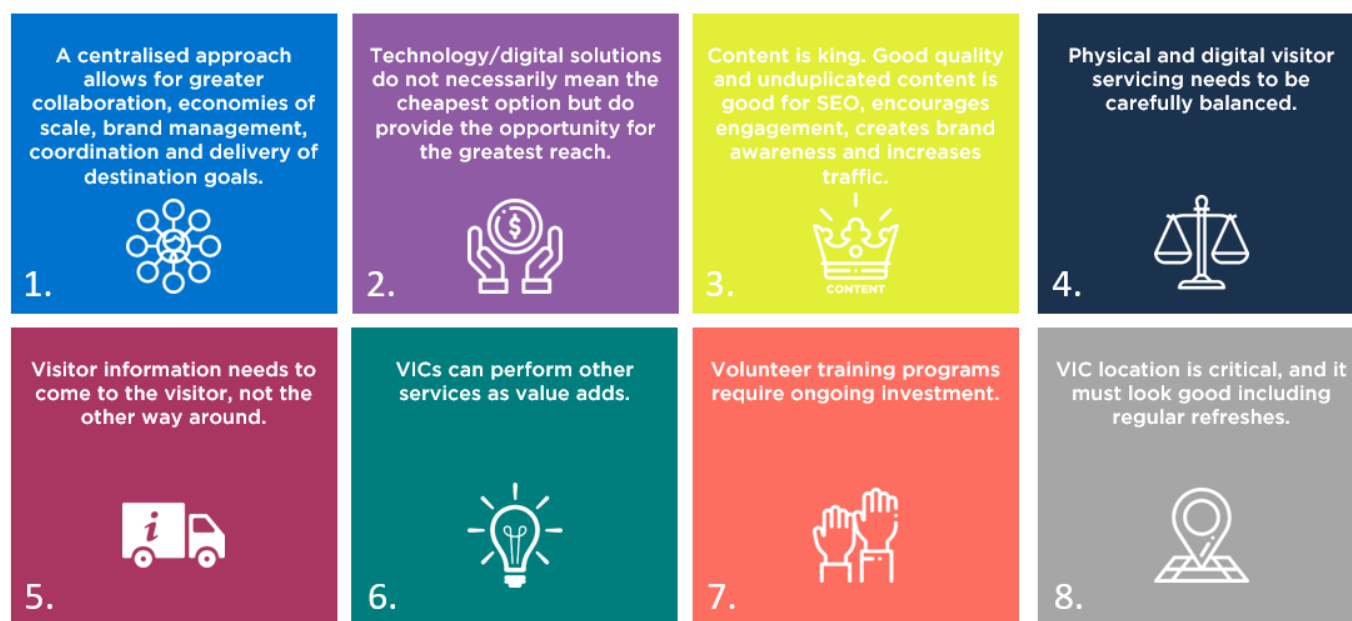 A centralised approach
allows for greater
collaboration, economies of
scale, brand management,
coordination and delivery of
destination goals.
1.
Technology/digital solutions
do not necessarily mean the
cheapest option but do
provide the opportunity for
the greatest reach.
$
2.
Content is king. Good quality
and unduplicated content is
good for SEO, encourages
engagement, creates brand
awareness and increases
traffic.
CONTENT
3.
Physical and digital visitor
servicing needs to be
carefully balanced.
4.
Visitor information needs to
come to the visitor, not the
other way around.
i
5.
VICs can perform other
services as value adds.
6.
Volunteer training programs
require ongoing investment.
7.
VIC location is critical, and it
must look good including
regular refreshes.
8.